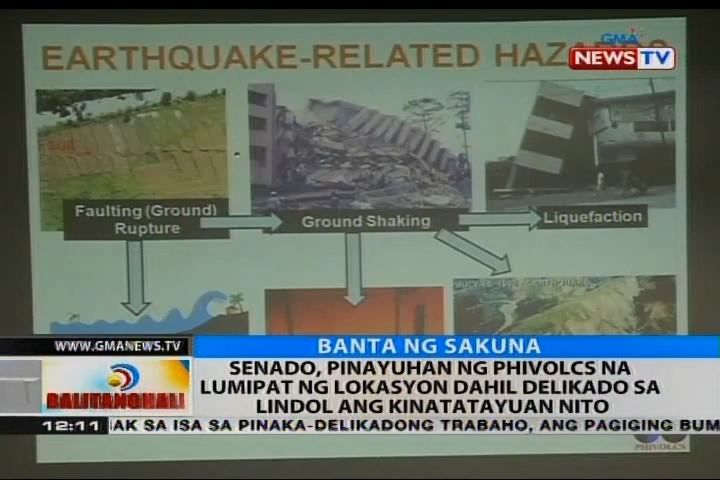 EARTHQUAKE-RELATED
GMA
NEWS TV
Faulting (Ground)
Rupture
Ground Shaking
Liquefaction
WWW.GMANEWS.TV
BANTA NG SAKUNA
BALITANGHALI
SENADO, PINAYUHAN NG PHIVOLCS NA
LUMIPAT NG LOKASYON DAHIL DELIKADO SA
LINDOL ANG KINATATAYUAN NITO
12:11
AK SA ISA SA PINAKA-DELIKADONG TRABAHO, ANG PAGIGING BUM
PHIVOLCS